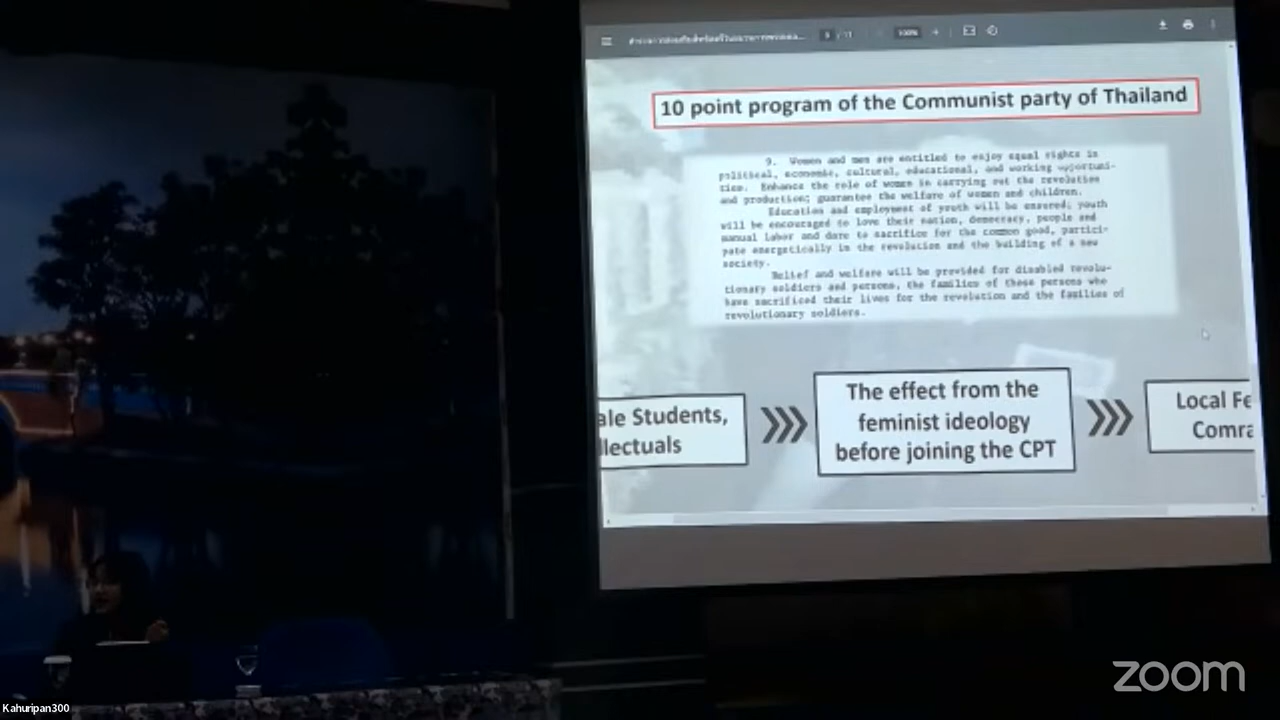 5 / 11
100%
10 point program of the Communist party of Thailand
9. Women and men are entitled to enjoy equal rights in
political, economic, cultural, educational, and working opportuni-
ties. Enhance the role of women in carrying out the revolution
and production; guarantee the welfare of women and children.
Education and employment of youth will be ensured; youth
will be encouraged to love their nation, democracy, people and
manual labor and dare to sacrifice for the common good, partici-
pate energetically in the revolution and the building of a new
society.
Relief and welfare will be provided for disabled revolu-
tionary soldiers and persons, the families of those persons who
have sacrificed their lives for the revolution and the families of
revolutionary soldiers.
ale Students,
llectuals
The effect from the
feminist ideology
before joining the CPT
Local Fe
Comra
zoom
Kahuripan300